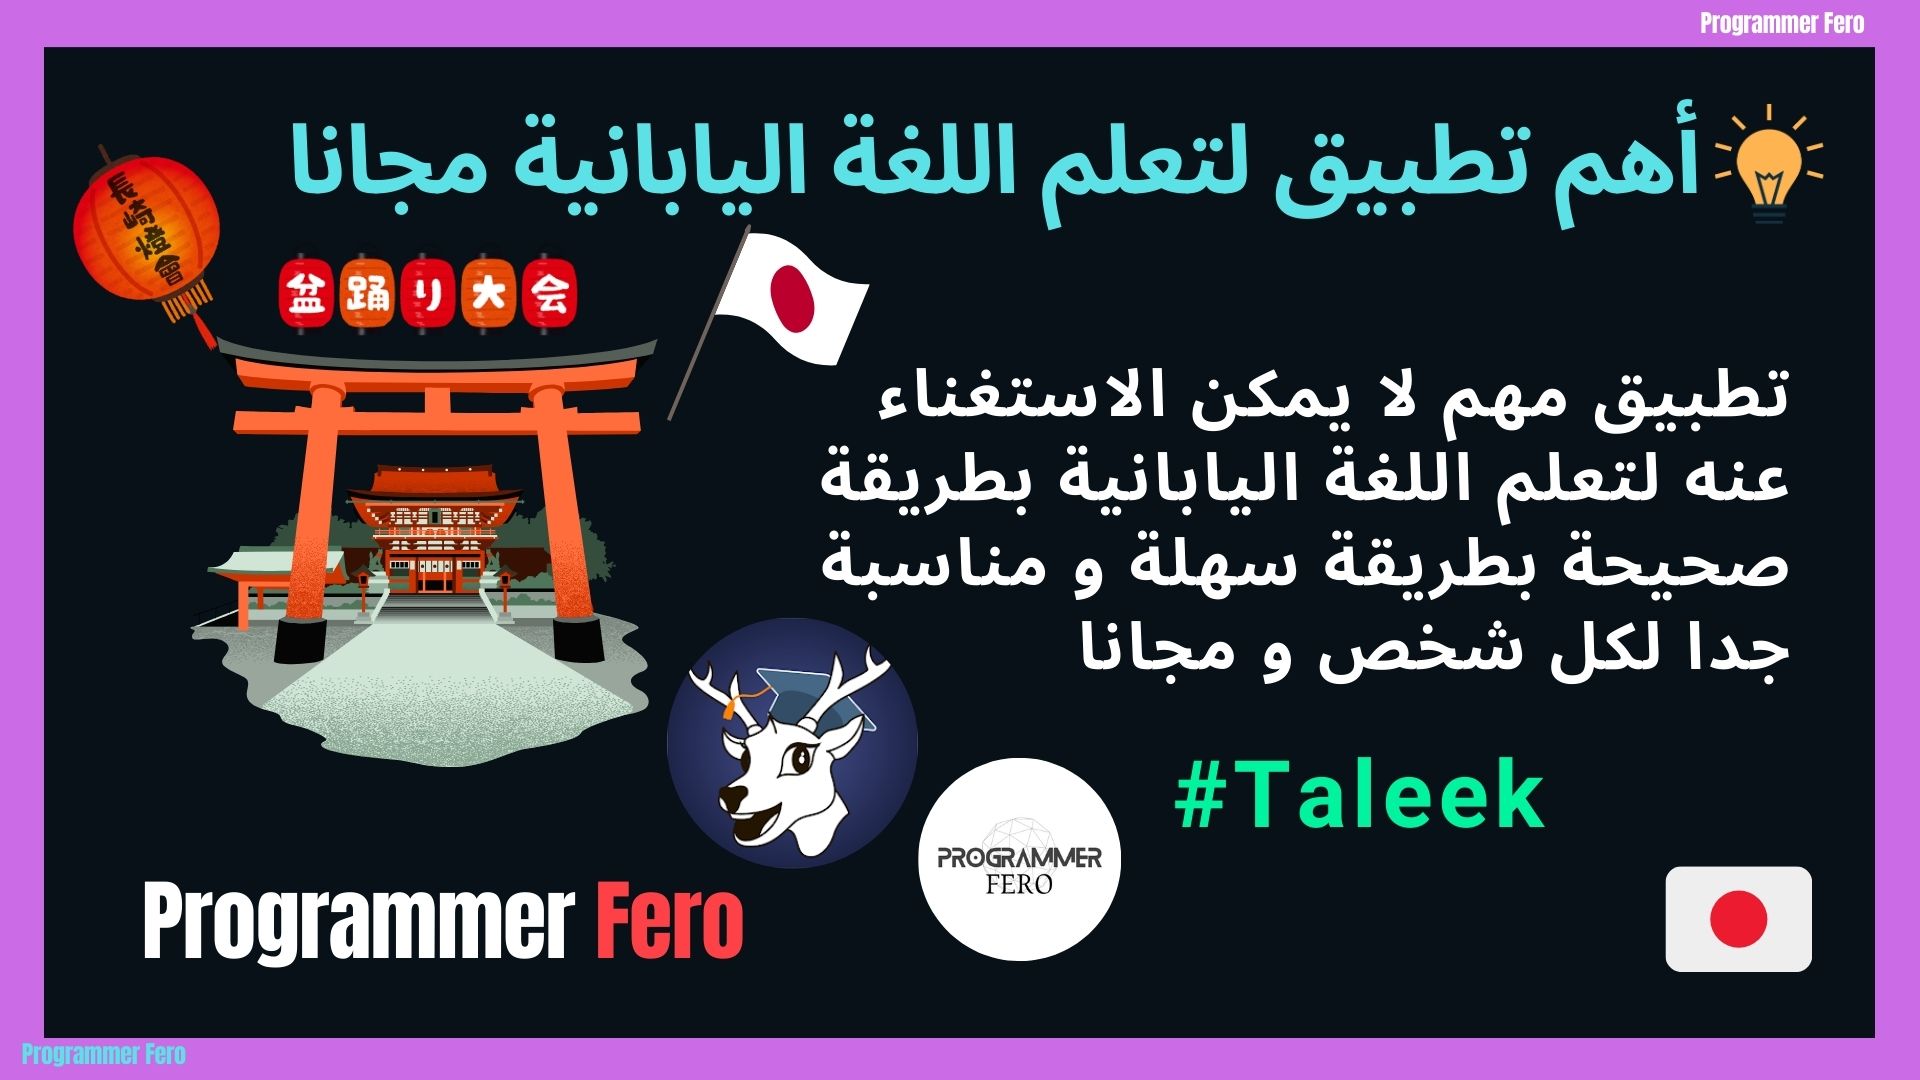 Programmer Fero
أهم تطبيق لتعلم اللغة اليابانية مجانا
長崎燈會
盆踊り大会
تطبيق مهم لا يمكن الاستغناء
عنه لتعلم اللغة اليابانية بطريقة
صحيحة بطريقة سهلة و مناسبة
جدا لكل شخص و مجانا
#Taleek
PROGRAMMER
FERO
Programmer Fero
Programmer Fero